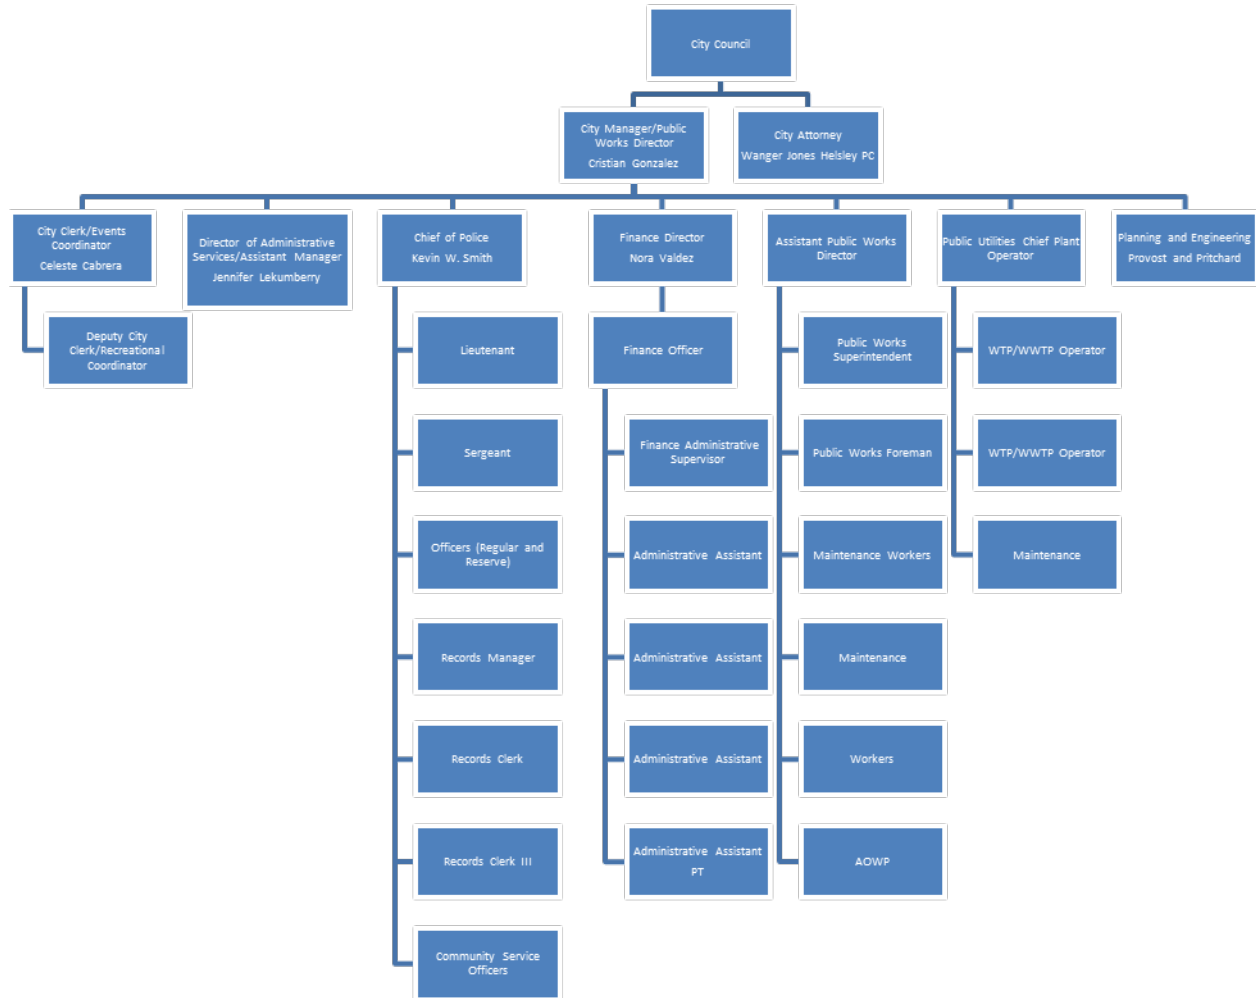 City Council
City Manager/Public
Works Director
Cristian Gonzalez
City Attorney
Wanger Jones Helsley PC
City Clerk/Events
Coordinator
Celeste Cabrera
Director of Administrative
Services/Assistant Manager
Jennifer Lekumberry
Chief of Police
Kevin W. Smith
Finance Director
Nora Valdez
Assistant Public Works
Director
Public Utilities Chief Plant
Operator
Planning and Engineering
Provost and Pritchard
Deputy City
Clerk/Recreational
Coordinator
Lieutenant
Finance Officer
Public Works
Superintendent
WTP/WWTP Operator
Sergeant
Finance Administrative
Supervisor
Public Works Foreman
WTP/WWTP Operator
Officers (Regular and
Reserve)
Administrative Assistant
Maintenance Workers
Maintenance
Records Manager
Administrative Assistant
Maintenance
Records Clerk
Administrative Assistant
Workers
Records Clerk III
Administrative Assistant
PT
AOWP
Community Service
Officers